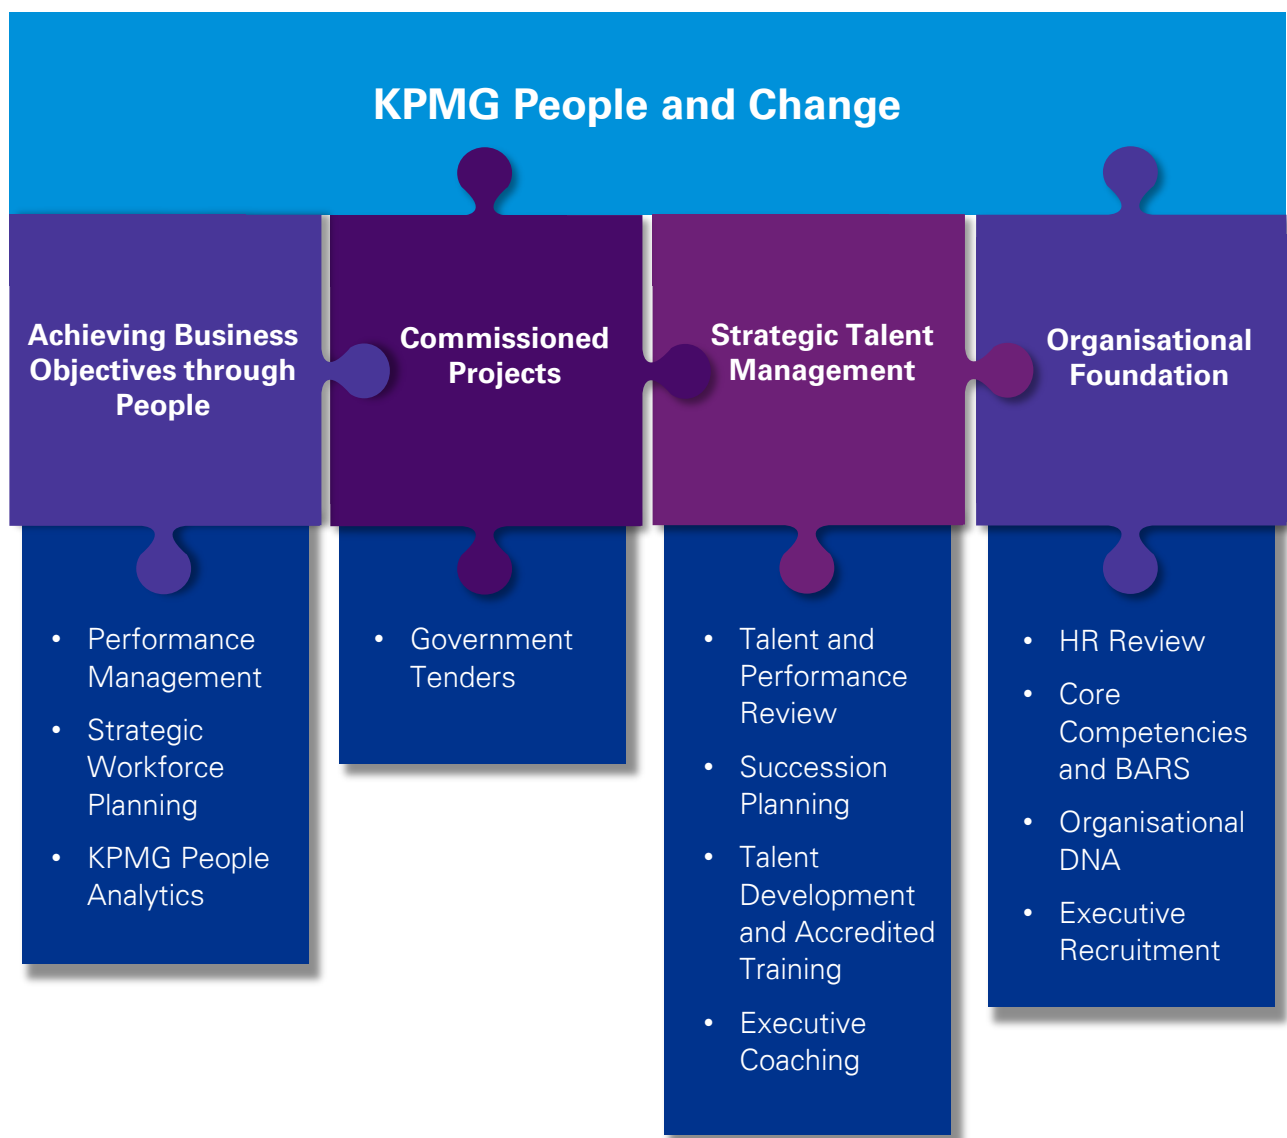 KPMG People and Change
Achieving Business
Objectives through
People
Commissioned
Projects
Strategic Talent
Management
Organisational
Foundation
• Performance
Management
• Strategic
Workforce
Planning
• KPMG People
Analytics
• Government
Tenders
• Talent and
Performance
Review
• Succession
Planning
• Talent
Development
and Accredited
Training
• Executive
Coaching
• HR Review
• Core
Competencies
and BARS
• Organisational
DNA
• Executive
Recruitment